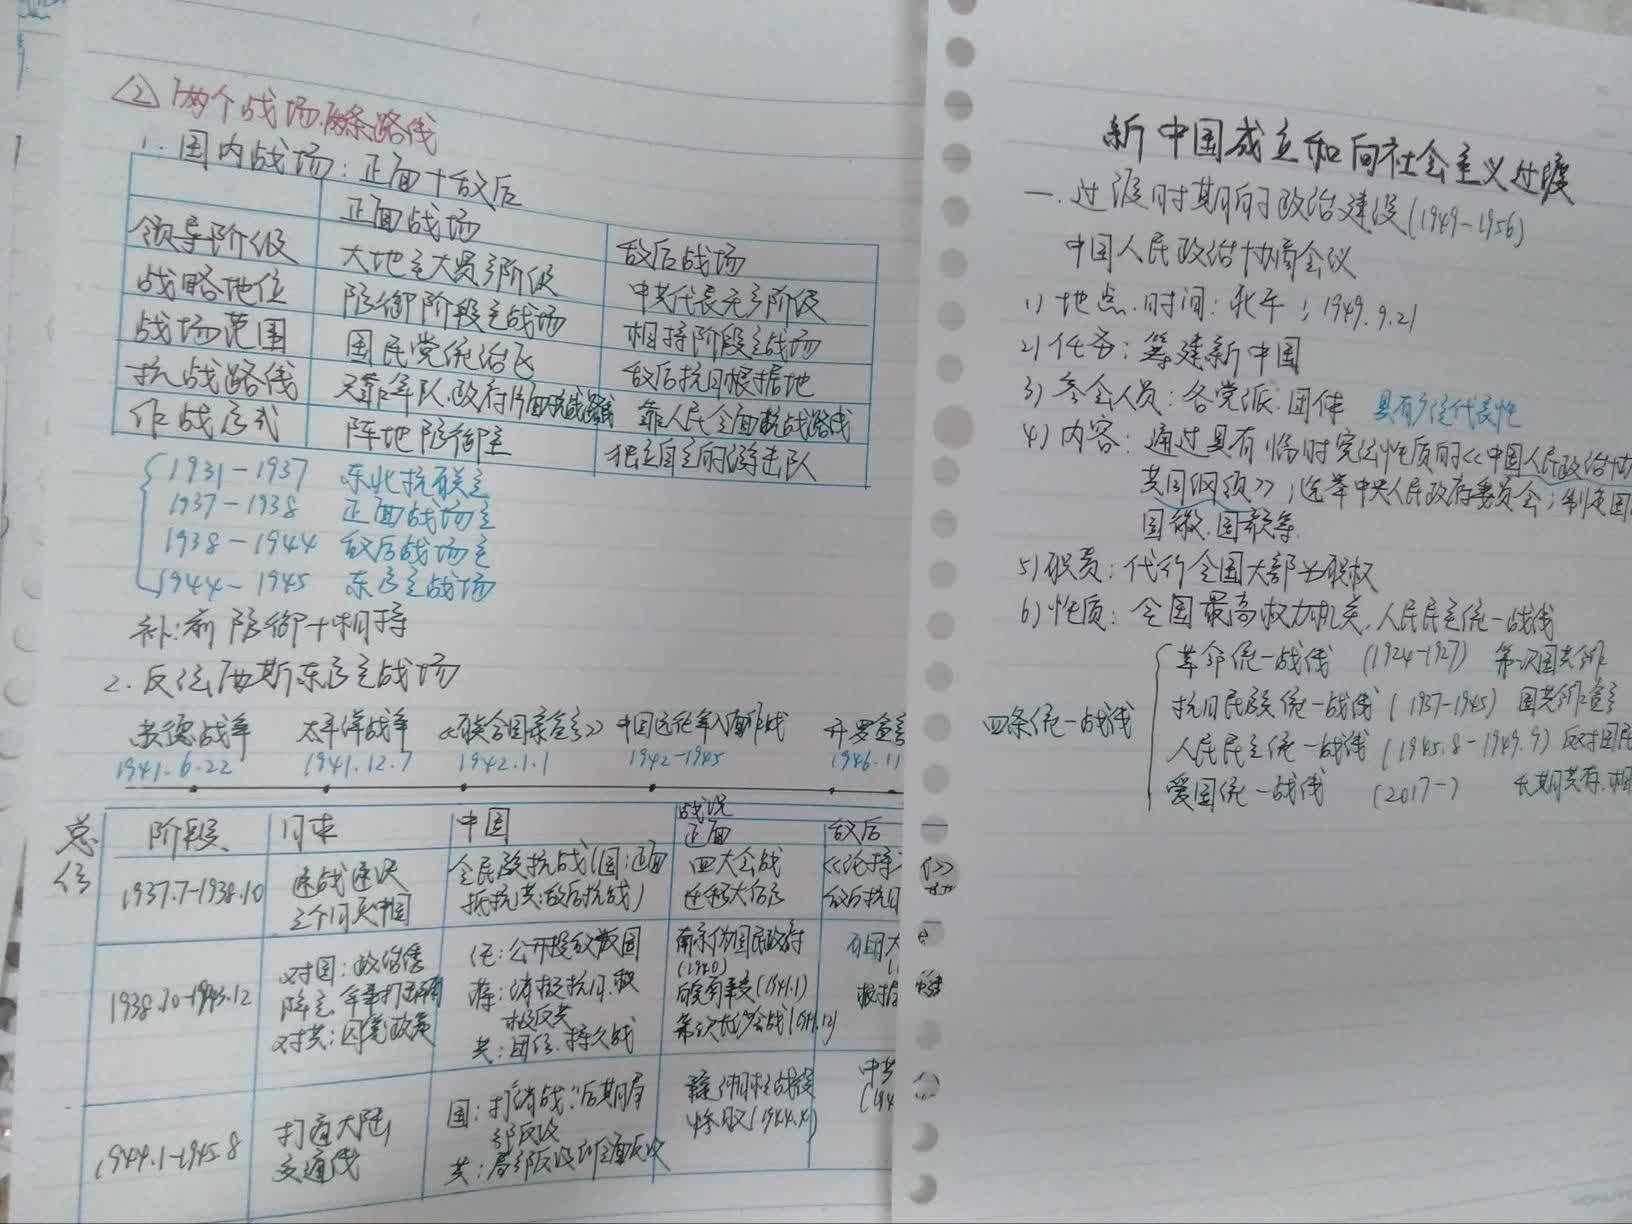 ② 两个战场.两条路线
1. 国内战场：正面+敌后
正面战场 敌后战场
领导阶级 大地主大资产阶级 中共代表无产阶级
战略地位 防御阶段主战场 相持阶段主战场
战场范围 国民党统治区 敌后抗日根据地
抗战路线 靠军队.政府片面抗战路线 靠人民全面抗战路线
作战方式 阵地防御主 独立自主的游击队
1931-1937 东北抗联主
1937-1938 正面战场主
1938-1944 敌后战场主
1944-1945 东方主战场
补:前防御+相持
2. 反法西斯东方主战场
苏德战争 太平洋战争 《联合国家宣言》 中国远征军入缅作战 开罗宣言
1941.6.22 1941.12.7 1942.1.1 1942-1945 1946.11
总结
阶段 日本 中国 战况
正面 敌后
1937.7-1938.10 速战速决 全民族抗战(国:正面 四大会战 《论持
三个月灭中国 抵抗共:敌后抗战) 敌后抗日
1938.10-1943.12 对国:政治诱 汪:公开投敌叛国 南京伪国民政府 百团大
降主.军事打击辅 蒋:消极抗日.积 (1940)
对共: 极反共 皖南事变(1941.1) 根据
共:团结.持久战 第三次长沙会战(1941.12)
1944.1-1945.8 打通大陆 国: 后期局 豫湘桂战役 中共
交通线 部反攻 惨败(1944.4) (194
共:局部反攻到全面反攻
新中国成立和向社会主义过渡
一.过渡时期的政治建设(1949-1956)
中国人民政治协商会议
1) 地点.时间：北平；1949.9.21
2) 任务：筹建新中国
3) 参会人员：各党派.团体 具有广泛代表性
4) 内容：通过具有临时宪法性质的《中国人民政治协
共同纲领》；选举中央人民政府委员会；制定国
国徽.国歌等
5) 职责：代行全国人大部分职权
6) 性质：全国最高权力机关.人民民主统一战线
四条统一战线
革命统一战线 (1924-1927) 第一次国共合作
抗日民族统一战线 (1937-1945) 国共合作宣言
人民民主统一战线 (1945.8-1949.9) 反对国民
爱国统一战线 (2017-) 长期共存.相